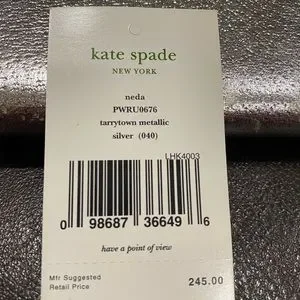 kate spade
NEW YORK
neda
PWRU0676
tarrytown metallic
silver (040)
LHK4003
0 98687 36649 6
have a point of view
Mfr Suggested
Retail Price 245.00